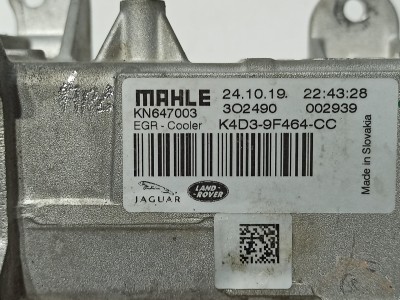 MAHLE 24.10.19. 22:43:28
KN647003 3O2490 002939
EGR - Cooler K4D3-9F464-CC
Made in Slovakia
JAGUAR LAND-ROVER